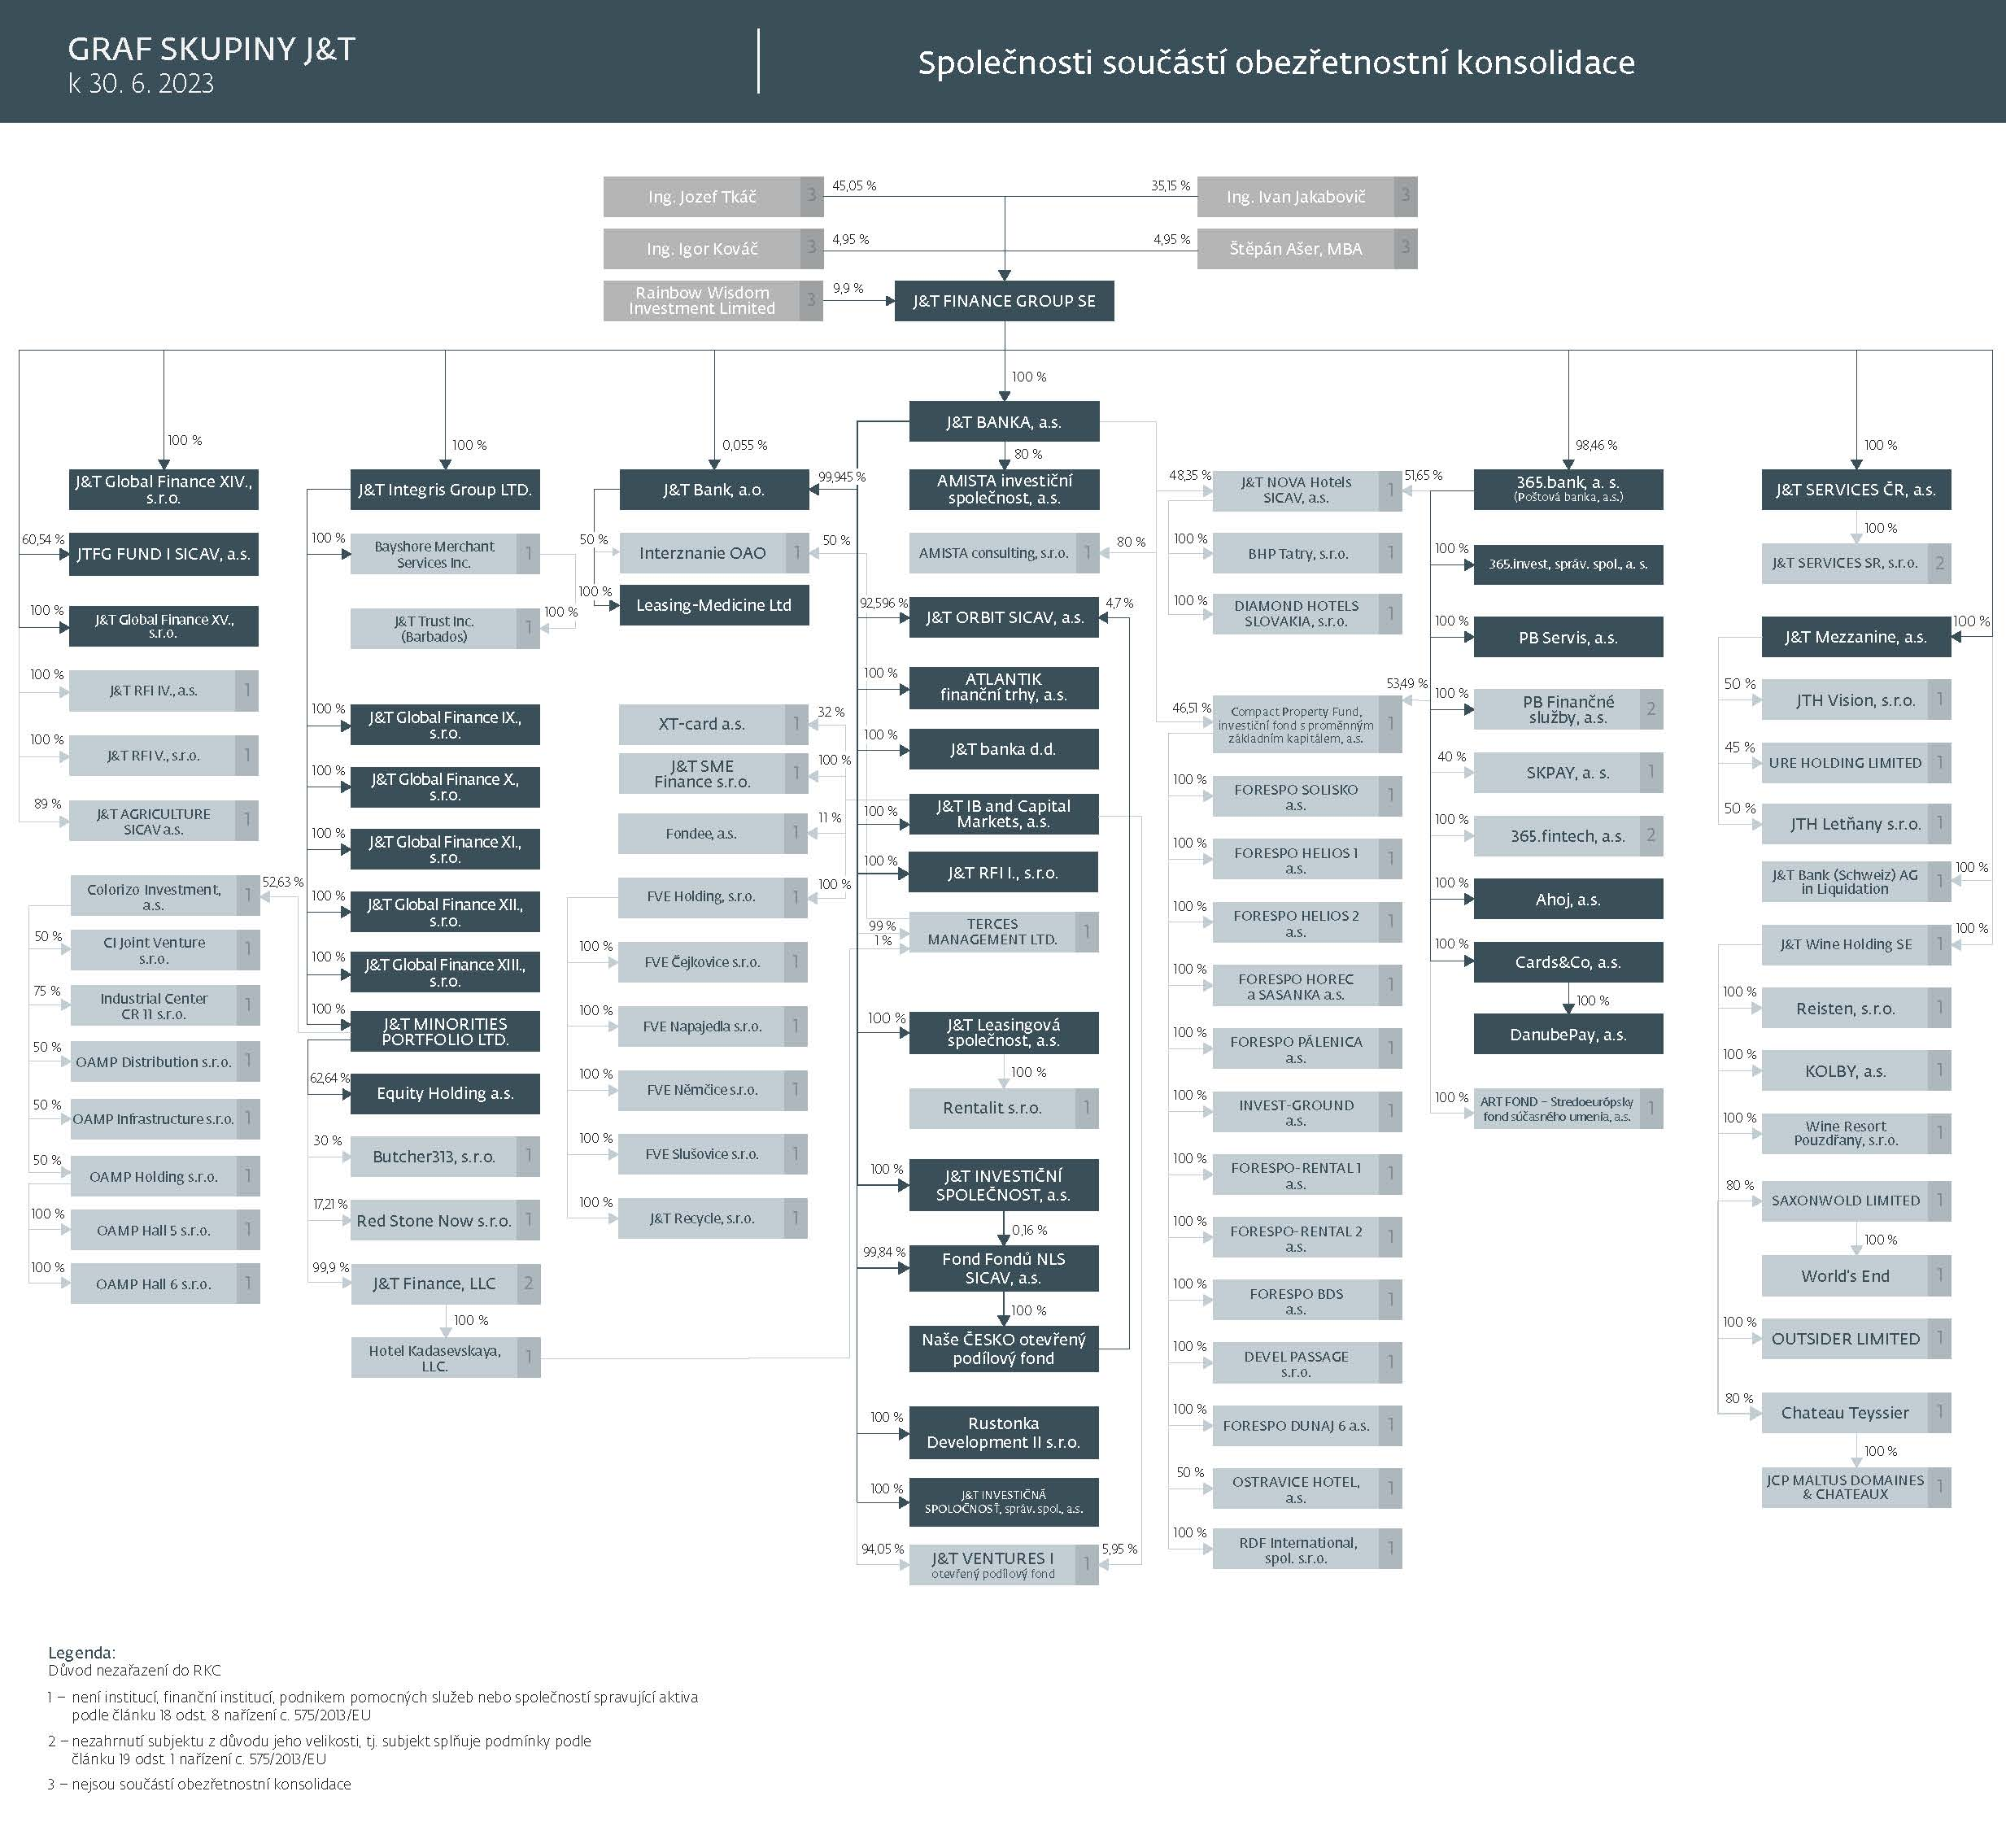 GRAF SKUPINY J&T
k 30. 6. 2023
Společnosti součástí obezřetnostní konsolidace
Ing. Jozef Tkáč
3
45,05 %
35,15 %
Ing. Ivan Jakabovič
3
Ing. Igor Kováč
3
4,95 %
4,95 %
Štěpán Ašer, MBA
3
Rainbow Wisdom
Investment Limited
3
9,9 %
J&T FINANCE GROUP SE
100 %
J&T BANKA, a.s.
100 %
J&T Global Finance XIV.,
s.r.o.
60,54 %
JTFG FUND I SICAV, a.s.
100 %
J&T Global Finance XV.,
s.r.o.
100 %
J&T RFI IV., a.s.
1
100 %
J&T RFI V., s.r.o.
1
89 %
J&T AGRICULTURE
SICAV a.s.
1
Colorizo Investment,
a.s.
1
52,63 %
50 %
CI Joint Venture
s.r.o.
1
75 %
Industrial Center
CR 11 s.r.o.
1
50 %
OAMP Distribution s.r.o.
1
50 %
OAMP Infrastructure s.r.o.
1
50 %
OAMP Holding s.r.o.
1
100 %
OAMP Hall 5 s.r.o.
1
100 %
OAMP Hall 6 s.r.o.
1
100 %
J&T Integris Group LTD.
100 %
Bayshore Merchant
Services Inc.
1
J&T Trust Inc.
(Barbados)
1
100 %
100 %
J&T Global Finance IX.,
s.r.o.
100 %
J&T Global Finance X.,
s.r.o.
100 %
J&T Global Finance XI.,
s.r.o.
100 %
J&T Global Finance XII.,
s.r.o.
100 %
J&T Global Finance XIII.,
s.r.o.
100 %
J&T MINORITIES
PORTFOLIO LTD.
62,64 %
Equity Holding a.s.
30 %
Butcher313, s.r.o.
1
17,21 %
Red Stone Now s.r.o.
1
99,9 %
J&T Finance, LLC
2
100 %
Hotel Kadasevskaya,
LLC.
1
0,055 %
J&T Bank, a.o.
99,945 %
50 %
Interznanie OAO
1
50 %
100 %
Leasing-Medicine Ltd
XT-card a.s.
1
32 %
J&T SME
Finance s.r.o.
1
100 %
Fondee, a.s.
1
11 %
FVE Holding, s.r.o.
1
100 %
100 %
FVE Čejkovice s.r.o.
1
100 %
FVE Napajedla s.r.o.
1
100 %
FVE Němčice s.r.o.
1
100 %
FVE Slušovice s.r.o.
1
100 %
J&T Recycle, s.r.o.
1
80 %
AMISTA investiční
společnost, a.s.
AMISTA consulting, s.r.o.
1
80 %
92,596 %
J&T ORBIT SICAV, a.s.
4,7 %
100 %
ATLANTIK
finanční trhy, a.s.
100 %
J&T banka d.d.
100 %
J&T IB and Capital
Markets, a.s.
100 %
J&T RFI I., s.r.o.
99 %
1 %
TERCES
MANAGEMENT LTD.
1
100 %
J&T Leasingová
společnost, a.s.
100 %
Rentalit s.r.o.
1
100 %
J&T INVESTIČNÍ
SPOLEČNOST, a.s.
0,16 %
99,84 %
Fond Fondů NLS
SICAV, a.s.
100 %
Naše ČESKO otevřený
podílový fond
100 %
Rustonka
Development II s.r.o.
100 %
J&T INVESTIČNÁ
SPOLOČNOSŤ, správ. spol., a.s.
94,05 %
J&T VENTURES I
otevřený podílový fond
1
5,95 %
48,35 %
J&T NOVA Hotels
SICAV, a.s.
1
51,65 %
100 %
BHP Tatry, s.r.o.
1
100 %
DIAMOND HOTELS
SLOVAKIA, s.r.o.
1
46,51 %
Compact Property Fund,
investiční fond s proměnným
základním kapitálem, a.s.
1
53,49 %
100 %
FORESPO SOLISKO
a.s.
1
100 %
FORESPO HELIOS 1
a.s.
1
100 %
FORESPO HELIOS 2
a.s.
1
100 %
FORESPO HOREC
a SASANKA a.s.
1
100 %
FORESPO PÁLENICA
a.s.
1
100 %
INVEST-GROUND
a.s.
1
100 %
FORESPO-RENTAL 1
a.s.
1
100 %
FORESPO-RENTAL 2
a.s.
1
100 %
FORESPO BDS
a.s.
1
100 %
DEVEL PASSAGE
s.r.o.
1
100 %
FORESPO DUNAJ 6 a.s.
1
50 %
OSTRAVICE HOTEL,
a.s.
1
100 %
RDF International,
spol. s.r.o.
1
98,46 %
365.bank, a. s.
(Poštová banka, a.s.)
100 %
365.invest, správ. spol., a. s.
100 %
PB Servis, a.s.
100 %
PB Finančné
služby, a.s.
2
40 %
SKPAY, a. s.
1
100 %
365.fintech, a.s.
2
100 %
Ahoj, a.s.
100 %
Cards&Co, a.s.
100 %
DanubePay, a.s.
100 %
ART FOND – Stredoeurópsky
fond súčasného umenia, a.s.
1
100 %
J&T SERVICES ČR, a.s.
100 %
J&T SERVICES SR, s.r.o.
2
J&T Mezzanine, a.s.
100 %
50 %
JTH Vision, s.r.o.
1
45 %
URE HOLDING LIMITED
1
50 %
JTH Letňany s.r.o.
1
J&T Bank (Schweiz) AG
in Liquidation
1
100 %
J&T Wine Holding SE
1
100 %
100 %
Reisten, s.r.o.
1
100 %
KOLBY, a.s.
1
100 %
Wine Resort
Pouzdřany, s.r.o.
1
80 %
SAXONWOLD LIMITED
1
100 %
World's End
1
100 %
OUTSIDER LIMITED
1
80 %
Chateau Teyssier
1
100 %
JCP MALTUS DOMAINES
& CHATEAUX
1
Legenda:
Důvod nezařazení do RKC
1 – není institucí, finanční institucí, podnikem pomocných služeb nebo společností spravující aktiva
podle článku 18 odst. 8 nařízení c. 575/2013/EU
2 – nezahrnutí subjektu z důvodu jeho velikosti, tj. subjekt splňuje podmínky podle
článku 19 odst. 1 nařízení c. 575/2013/EU
3 – nejsou součástí obezřetnostní konsolidace